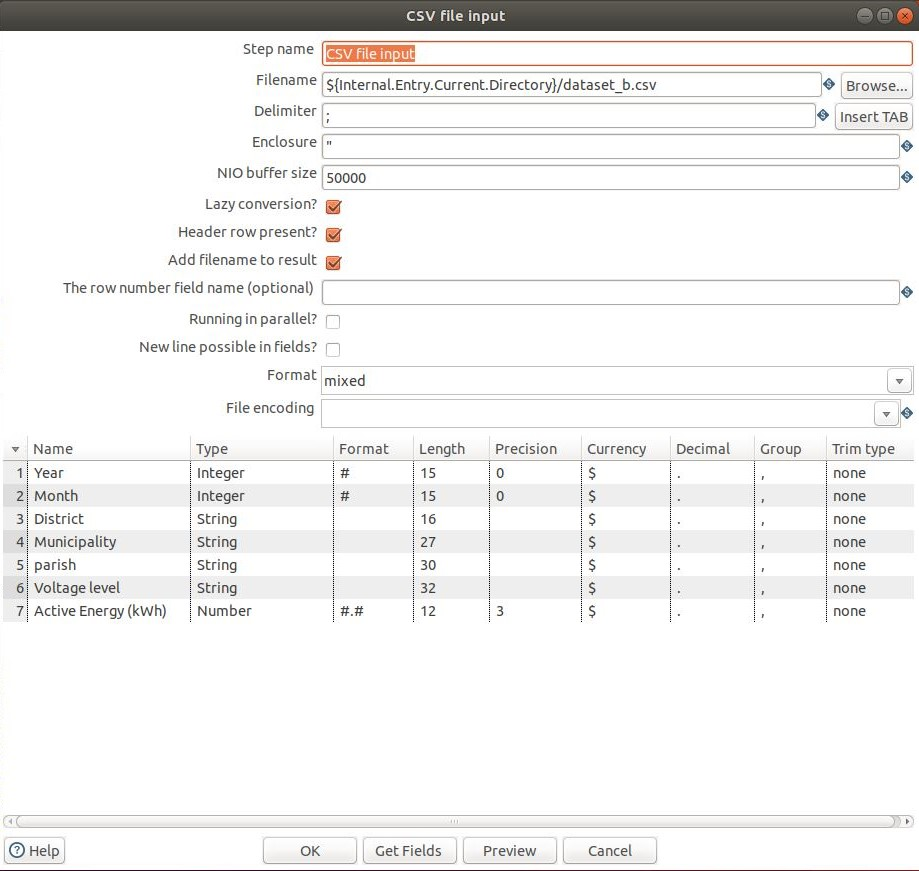 CSV file input
Step name CSV file input
Filename ${Internal.Entry.Current.Directory}/dataset_b.csv Browse...
Delimiter ; Insert TAB
Enclosure "
NIO buffer size 50000
Lazy conversion?
Header row present?
Add filename to result
The row number field name (optional)
Running in parallel?
New line possible in fields?
Format mixed
File encoding
Name Type Format Length Precision Currency Decimal Group Trim type
1 Year Integer # 15 0 $ . , none
2 Month Integer # 15 0 $ . , none
3 District String 16 $ . , none
4 Municipality String 27 $ . , none
5 parish String 30 $ . , none
6 Voltage level String 32 $ . , none
7 Active Energy (kWh) Number #.# 12 3 $ . , none
Help OK Get Fields Preview Cancel